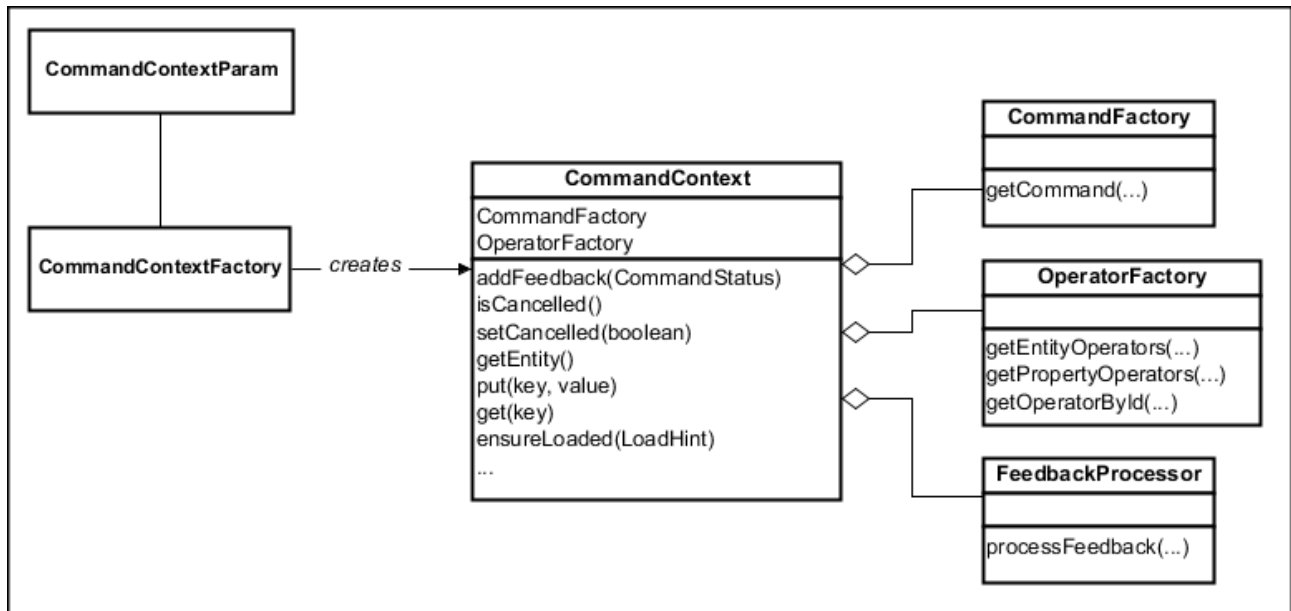 CommandContextParam
CommandContextFactory
creates
CommandContext
CommandFactory
OperatorFactory
addFeedback(CommandStatus)
isCancelled()
setCancelled(boolean)
getEntity()
put(key, value)
get(key)
ensureLoaded(LoadHint)
...
CommandFactory
getCommand(...)
OperatorFactory
getEntityOperators(...)
getPropertyOperators(...)
getOperatorById(...)
FeedbackProcessor
processFeedback(...)